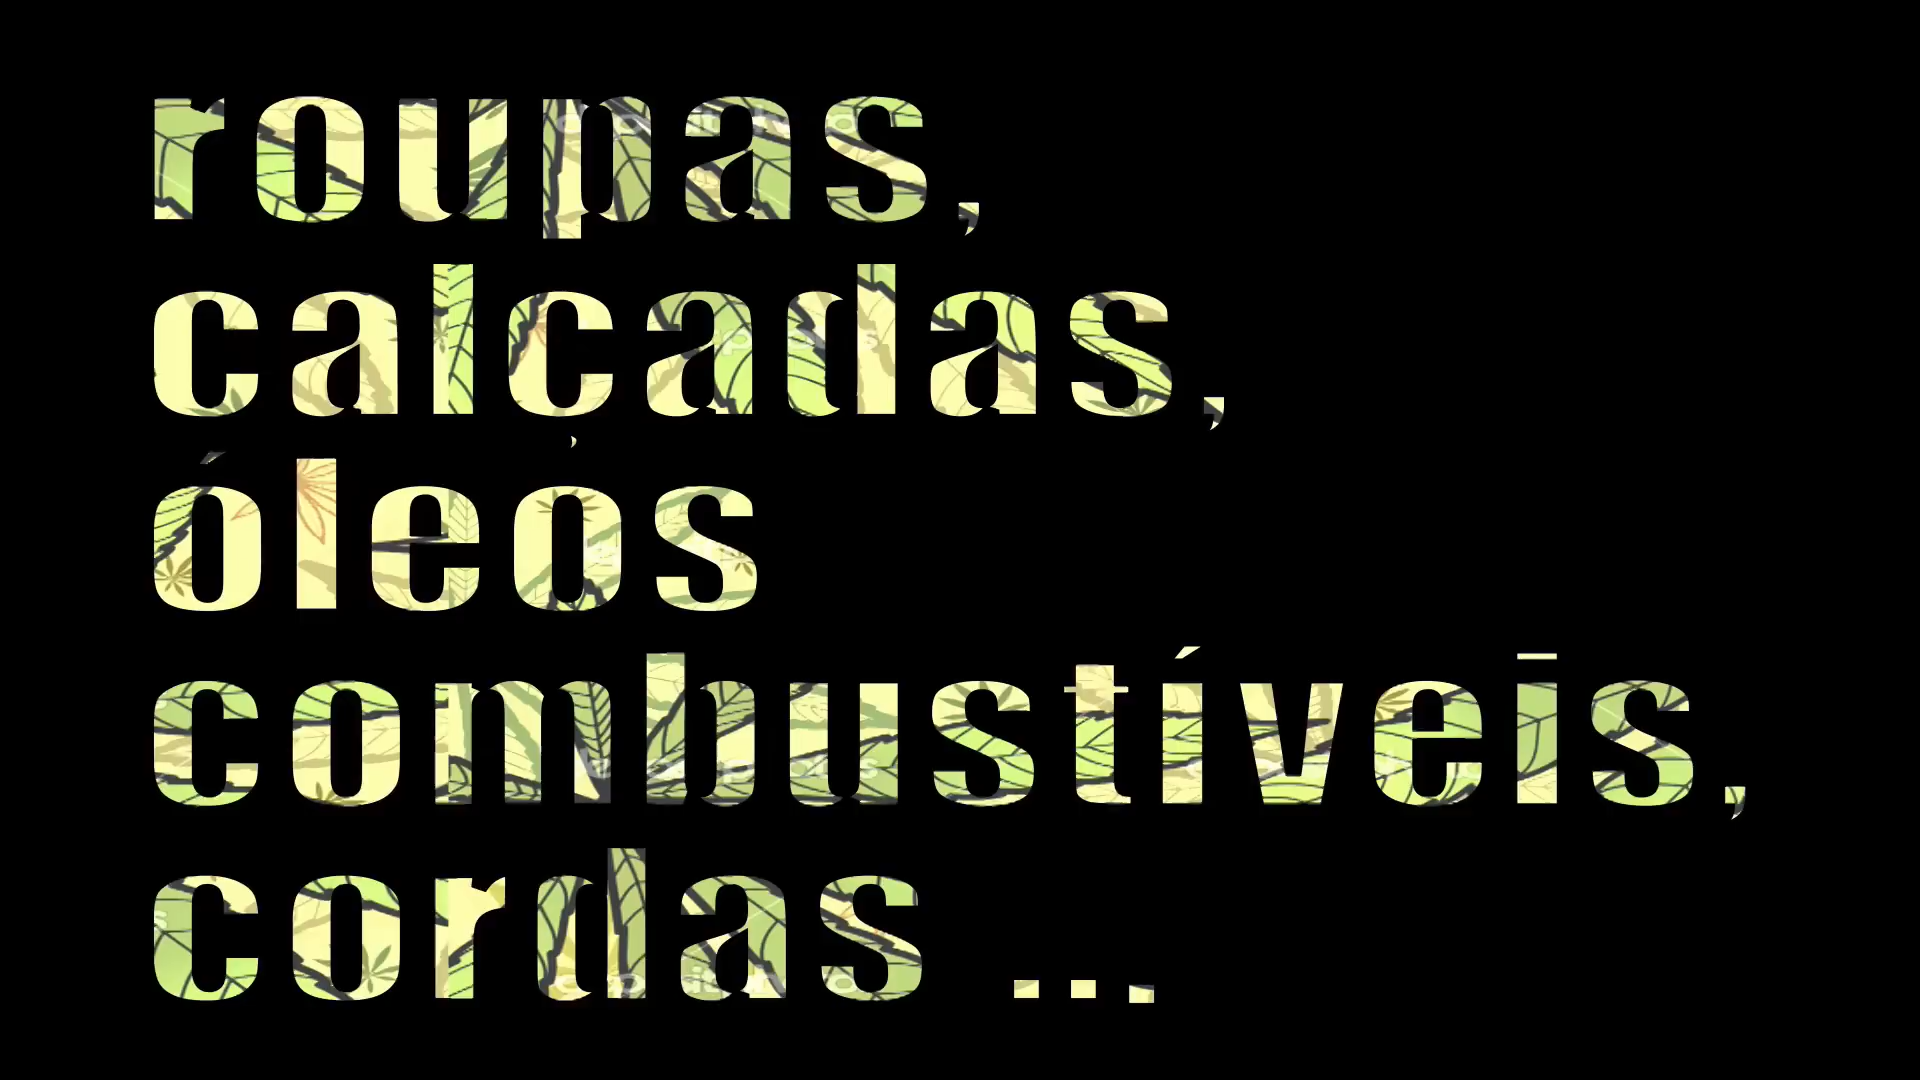 roupas,
calçadas,
óleos
combustíveis,
cordas ...